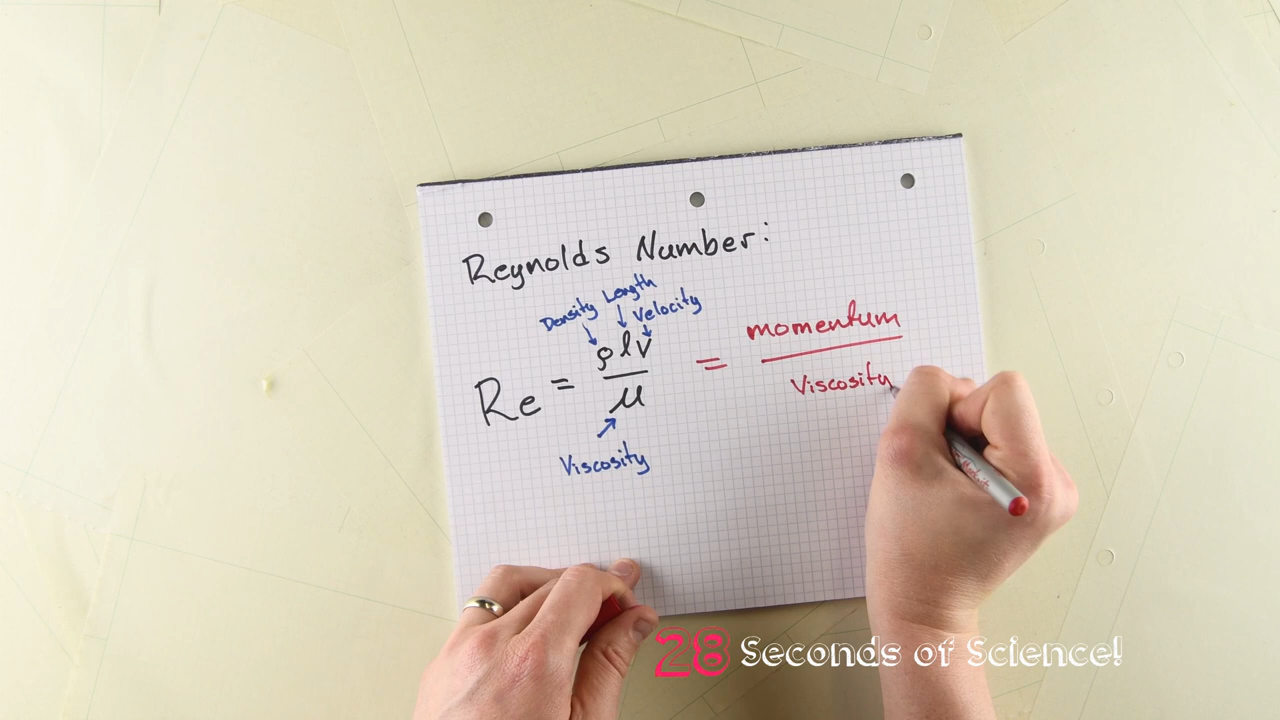 Reynolds Number:
Density Length
Velocity
Re = ρlv / μ = momentum / Viscosity
Viscosity
28 Seconds of Science!